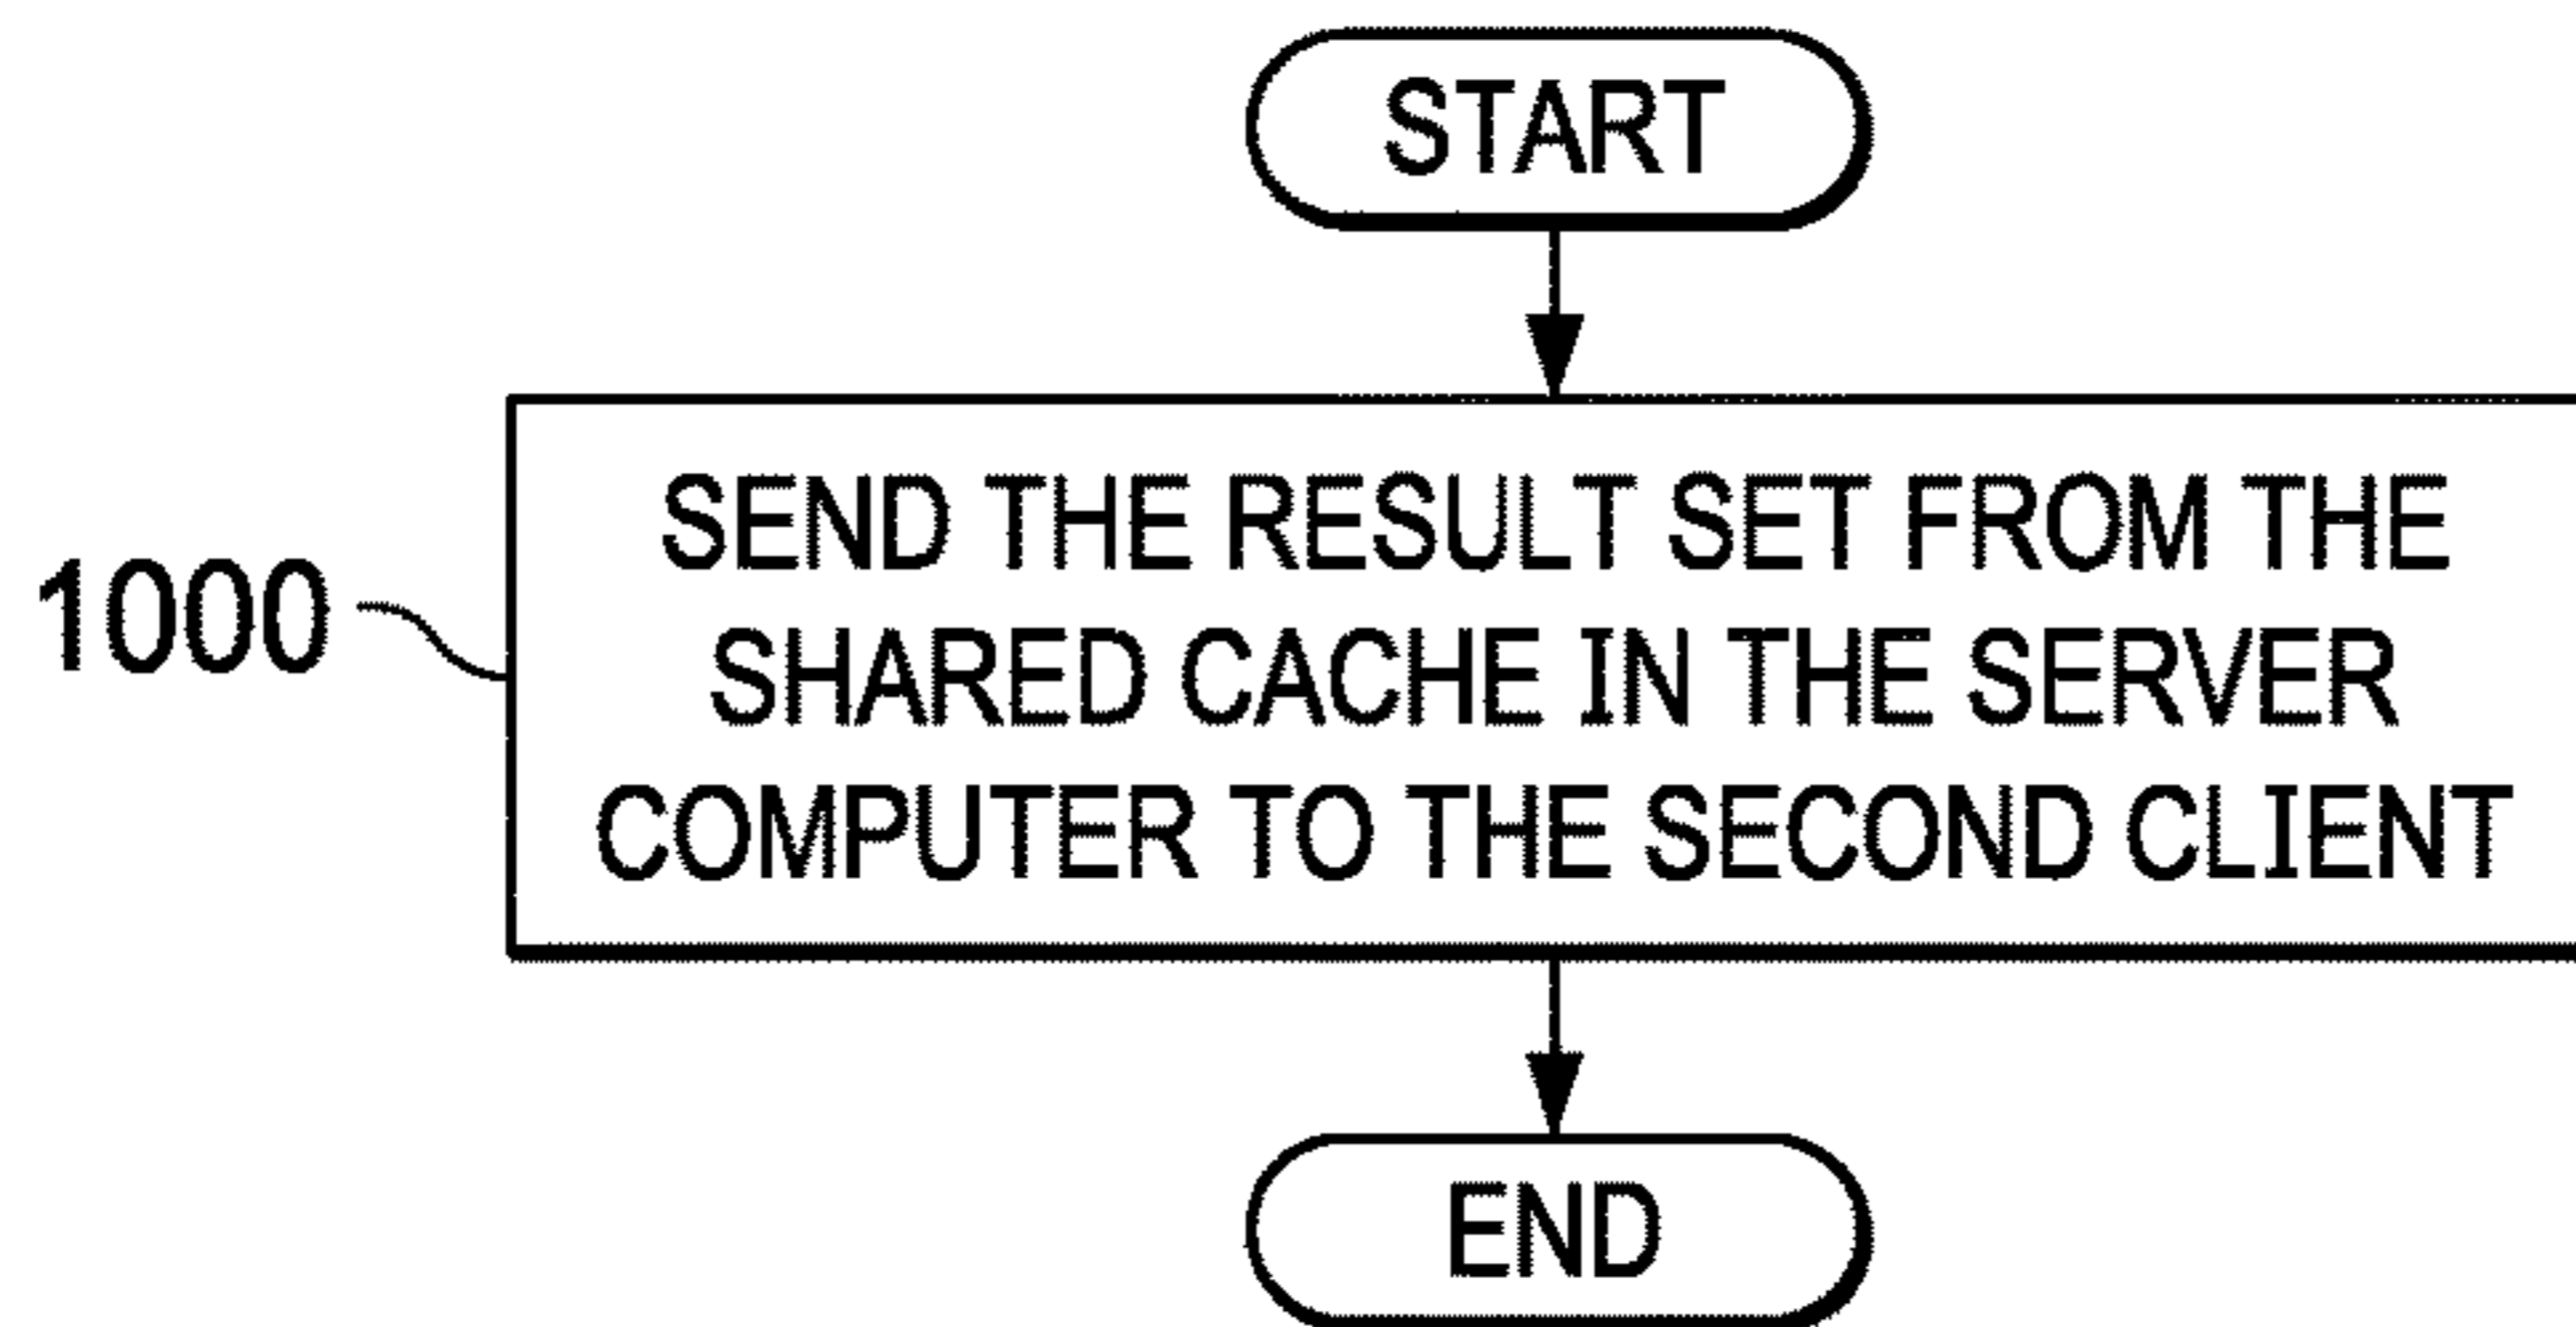 START
1000
SEND THE RESULT SET FROM THE
SHARED CACHE IN THE SERVER
COMPUTER TO THE SECOND CLIENT
END